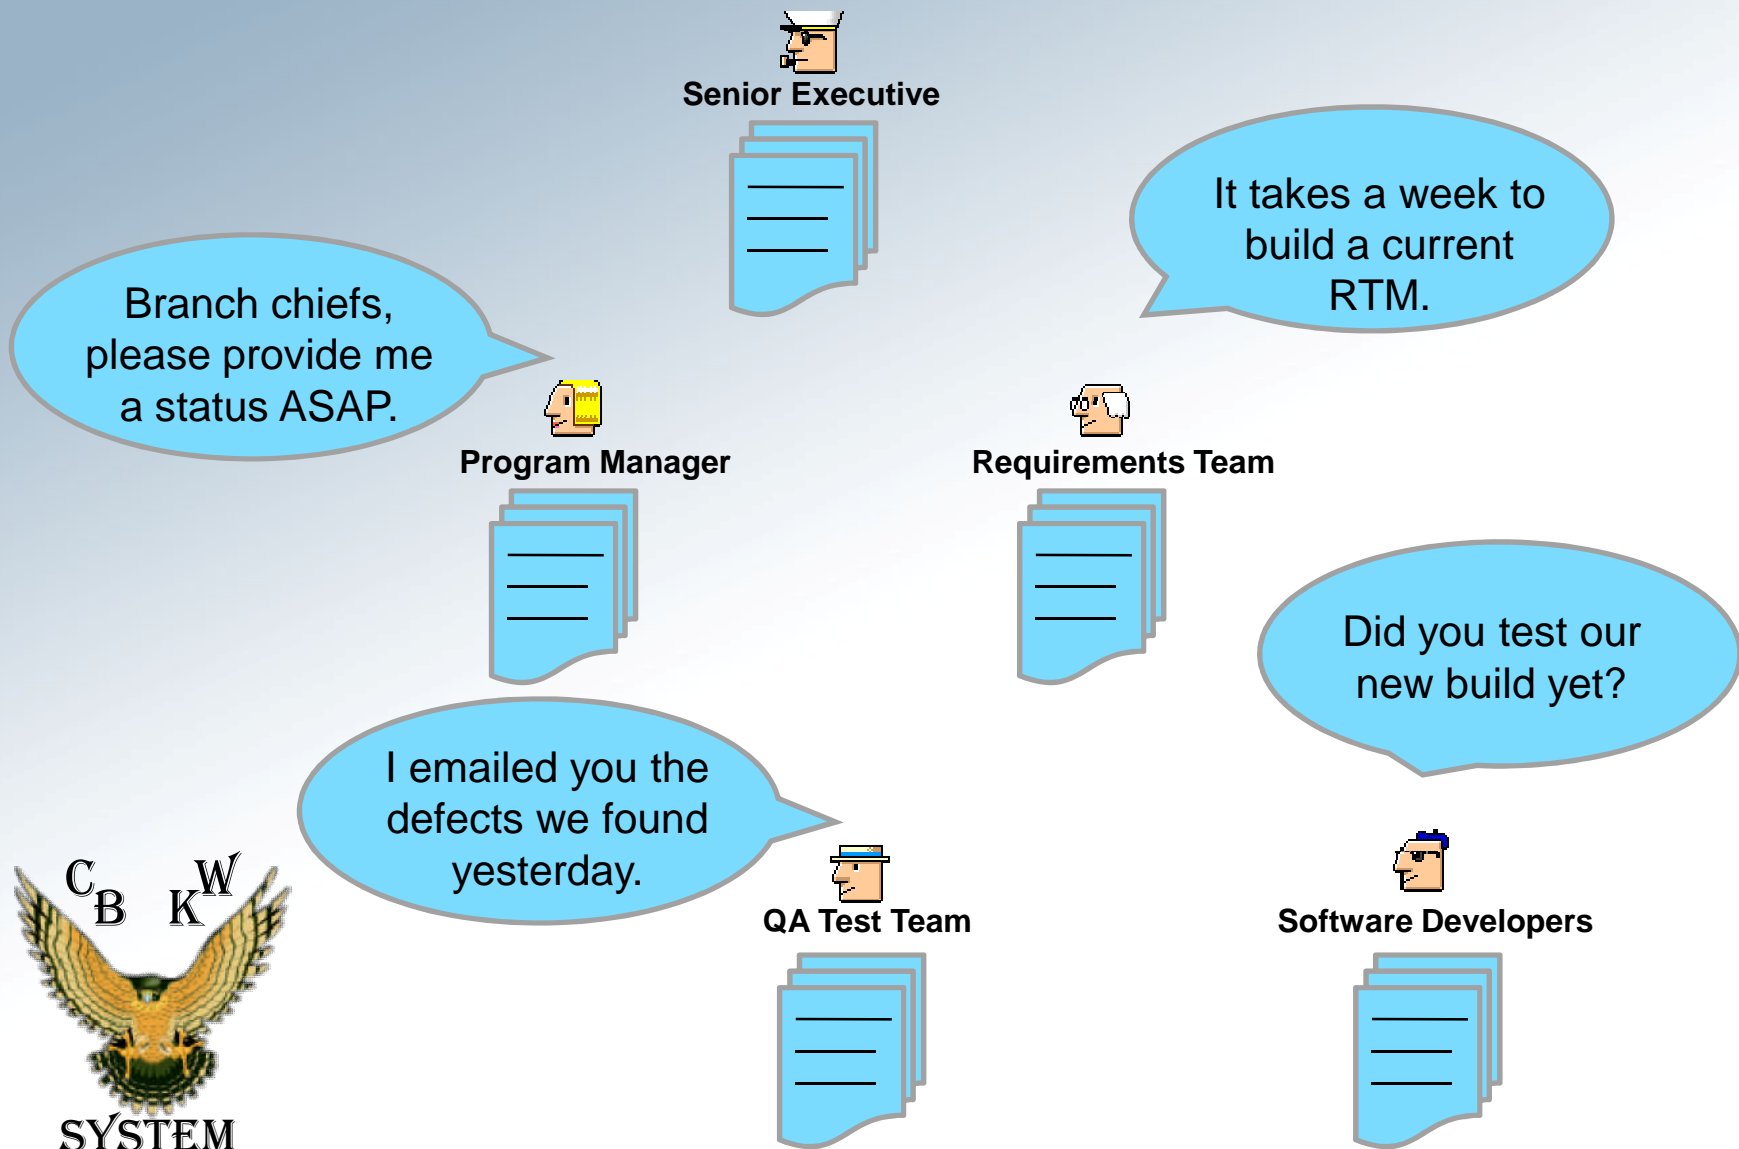 Senior Executive
It takes a week to
build a current
RTM.
Branch chiefs,
please provide me
a status ASAP.
Program Manager
Requirements Team
Did you test our
new build yet?
I emailed you the
defects we found
yesterday.
QA Test Team
Software Developers
C B K W
SYSTEM